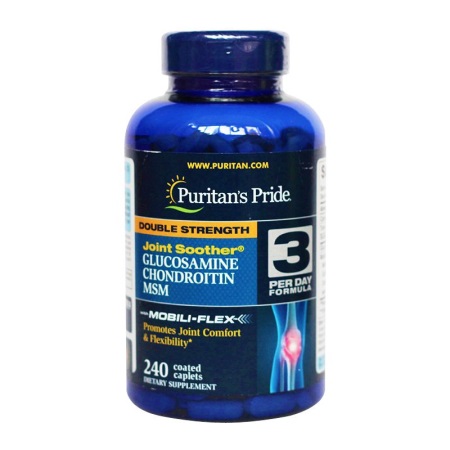 WWW.PURITAN.COM
Puritan's Pride
DOUBLE STRENGTH
Joint Soother®
GLUCOSAMINE
CHONDROITIN
MSM
3
PER DAY
FORMULA
MOBILI-FLEX
Promotes Joint Comfort
& Flexibility*
240 coated
caplets
DIETARY SUPPLEMENT